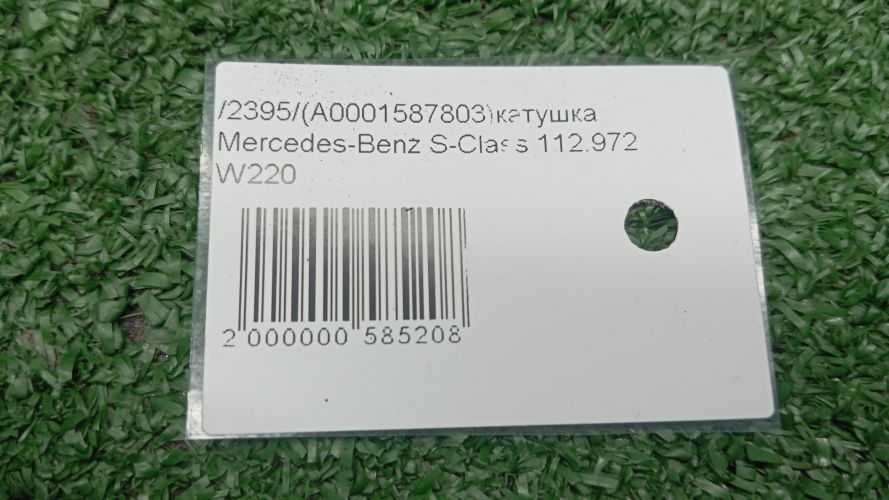 /2395/(A0001587803)катушка
Mercedes-Benz S-Class 112.972
W220
2 000000 585208